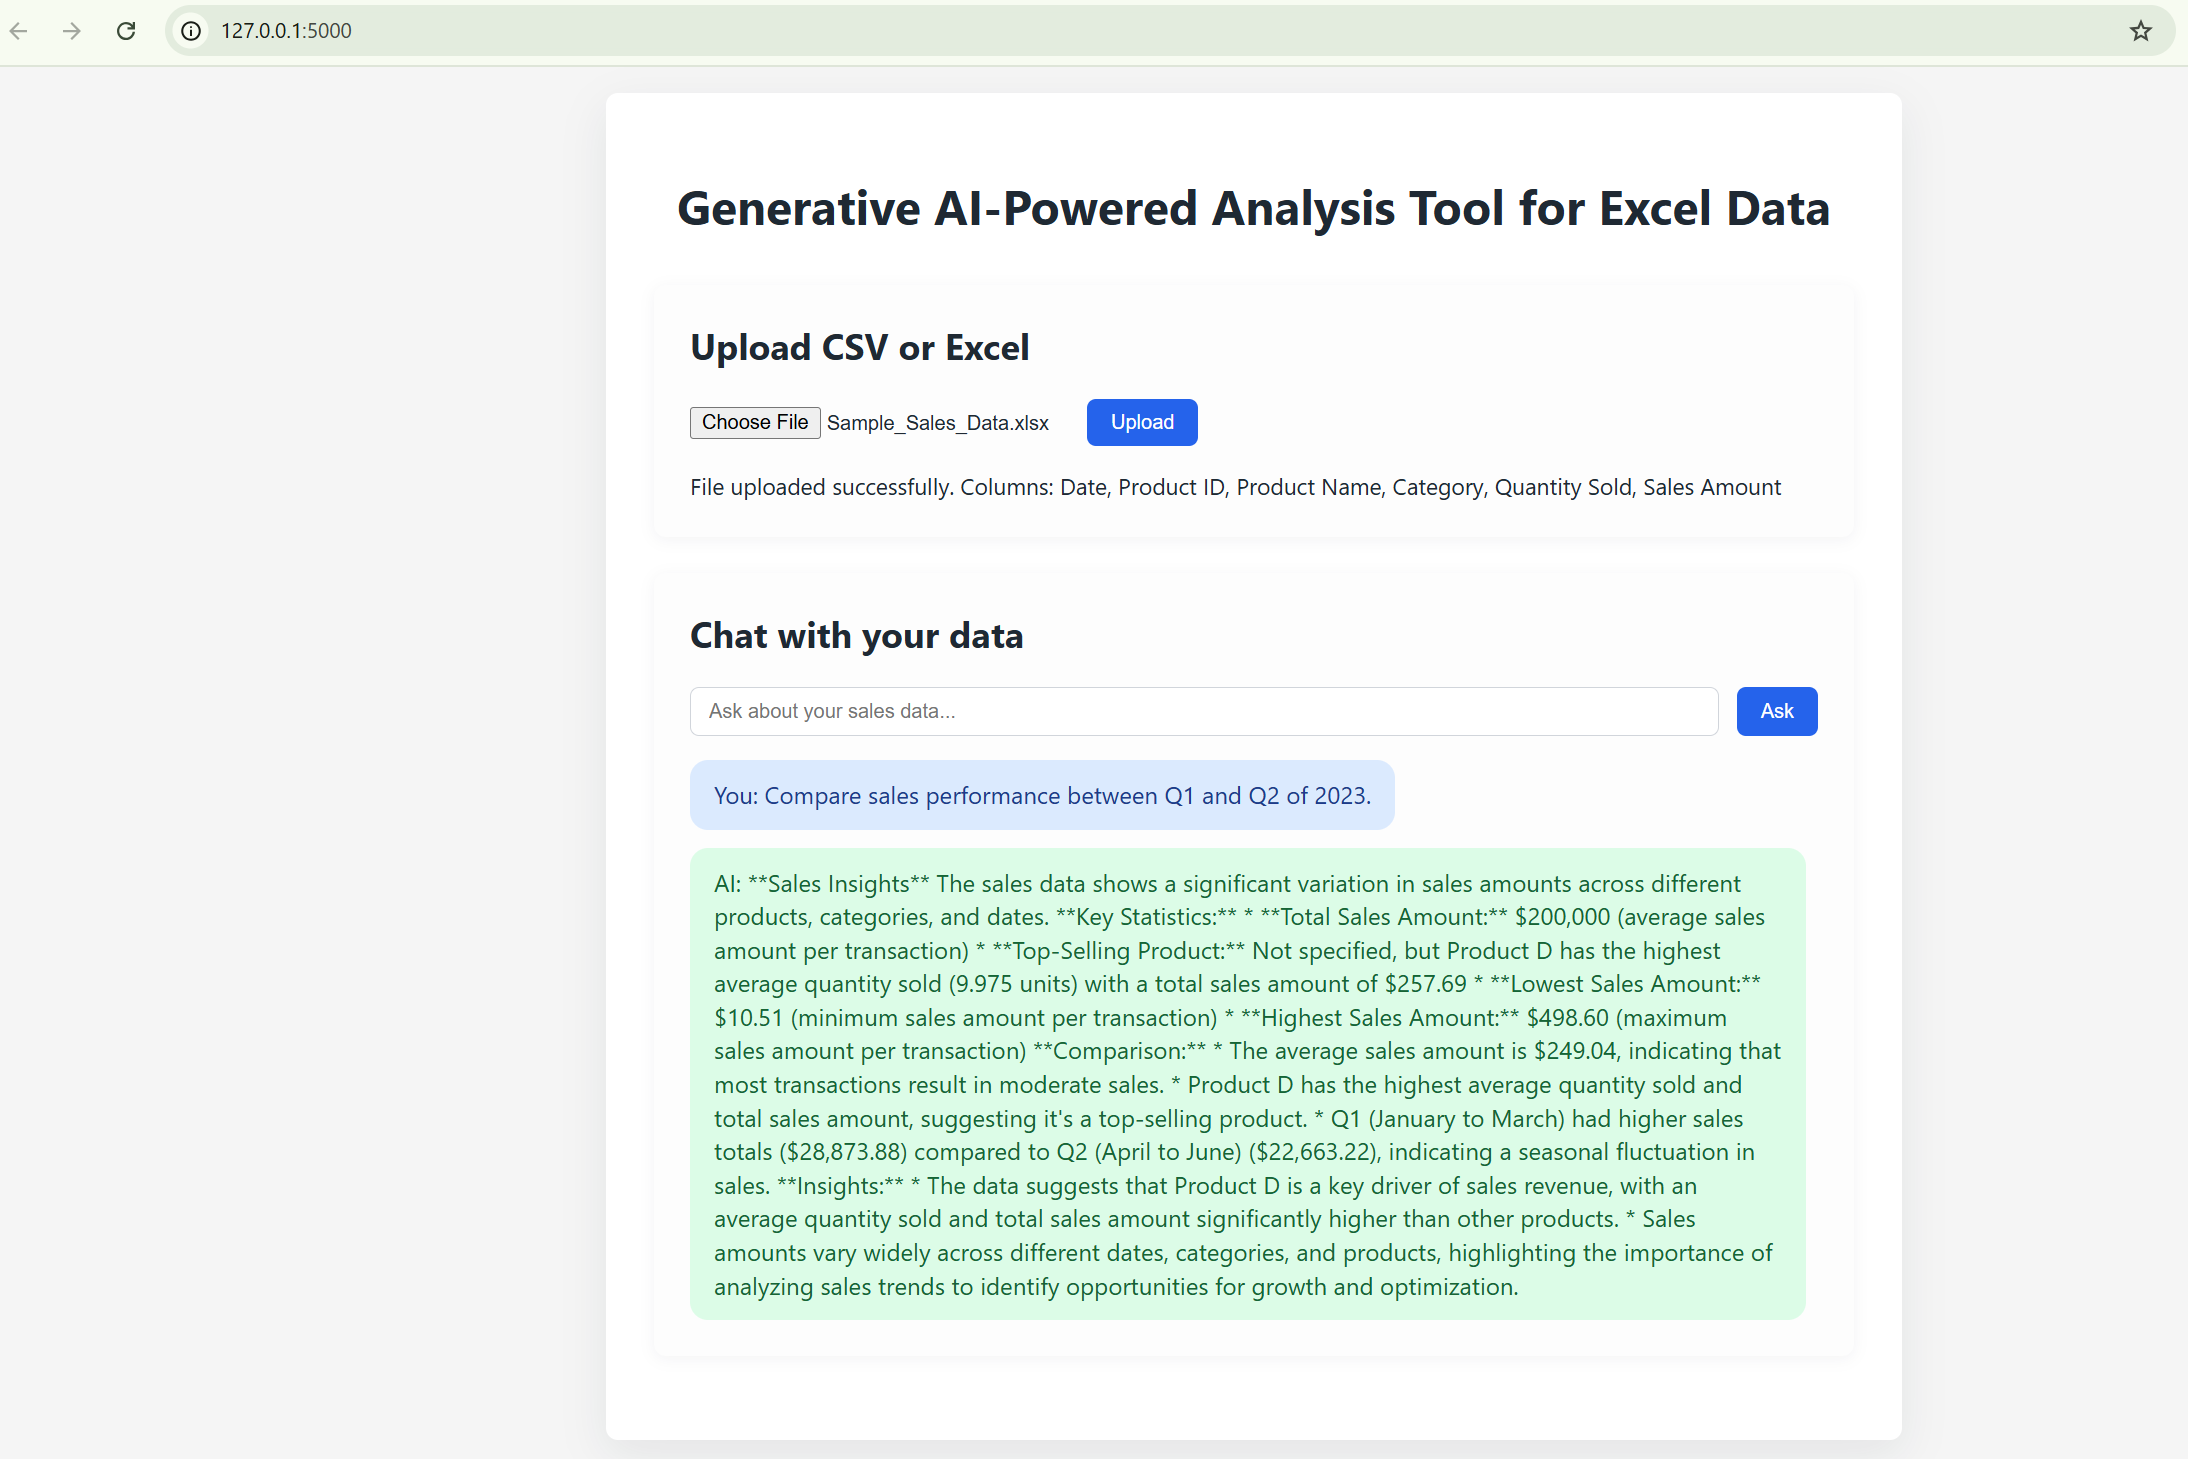 127.0.0.1:5000
Generative AI-Powered Analysis Tool for Excel Data
Upload CSV or Excel
Choose File Sample_Sales_Data.xlsx Upload
File uploaded successfully. Columns: Date, Product ID, Product Name, Category, Quantity Sold, Sales Amount
Chat with your data
Ask about your sales data... Ask
You: Compare sales performance between Q1 and Q2 of 2023.
AI: **Sales Insights** The sales data shows a significant variation in sales amounts across different
products, categories, and dates. **Key Statistics:** * **Total Sales Amount:** $200,000 (average sales
amount per transaction) * **Top-Selling Product:** Not specified, but Product D has the highest
average quantity sold (9.975 units) with a total sales amount of $257.69 * **Lowest Sales Amount:**
$10.51 (minimum sales amount per transaction) * **Highest Sales Amount:** $498.60 (maximum
sales amount per transaction) **Comparison:** * The average sales amount is $249.04, indicating that
most transactions result in moderate sales. * Product D has the highest average quantity sold and
total sales amount, suggesting it's a top-selling product. * Q1 (January to March) had higher sales
totals ($28,873.88) compared to Q2 (April to June) ($22,663.22), indicating a seasonal fluctuation in
sales. **Insights:** * The data suggests that Product D is a key driver of sales revenue, with an
average quantity sold and total sales amount significantly higher than other products. * Sales
amounts vary widely across different dates, categories, and products, highlighting the importance of
analyzing sales trends to identify opportunities for growth and optimization.